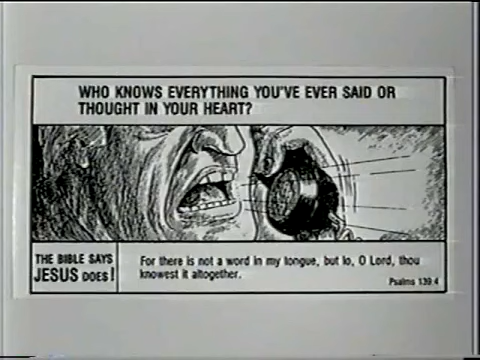 WHO KNOWS EVERYTHING YOU'VE EVER SAID OR
THOUGHT IN YOUR HEART?
THE BIBLE SAYS
JESUS DOES!
For there is not a word in my tongue, but lo, O Lord, thou
knowest it altogether.
Psalms 139:4